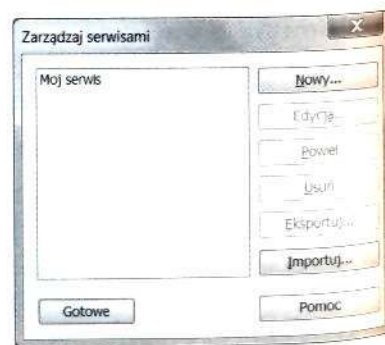 Zarządzaj serwisami
Moj serwis
Nowy...
Edycja...
Powiel
Usuń
Eksportuj...
Importuj...
Gotowe
Pomoc